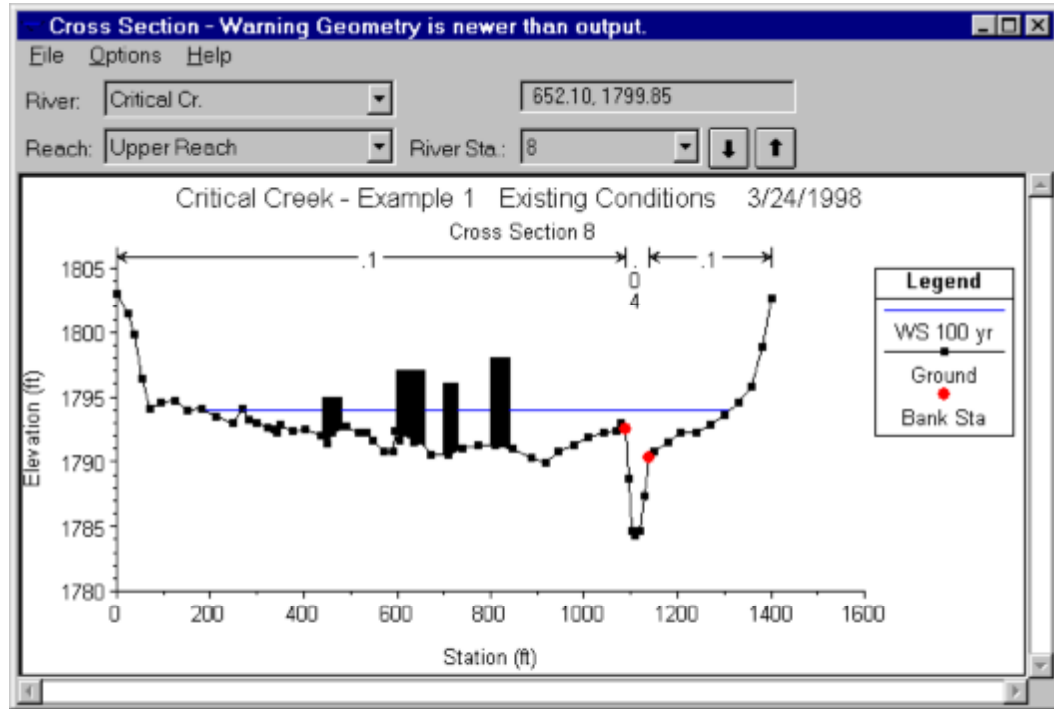 Cross Section - Warning Geometry is newer than output.
File Options Help
River: Critical Cr. 652.10, 1799.85
Reach: Upper Reach River Sta.: 8
Critical Creek - Example 1 Existing Conditions 3/24/1998
Cross Section 8
.1 .04 .1
1805
1800
1795
1790
1785
1780
Elevation (ft)
0 200 400 600 800 1000 1200 1400 1600
Station (ft)
Legend
WS 100 yr
Ground
Bank Sta